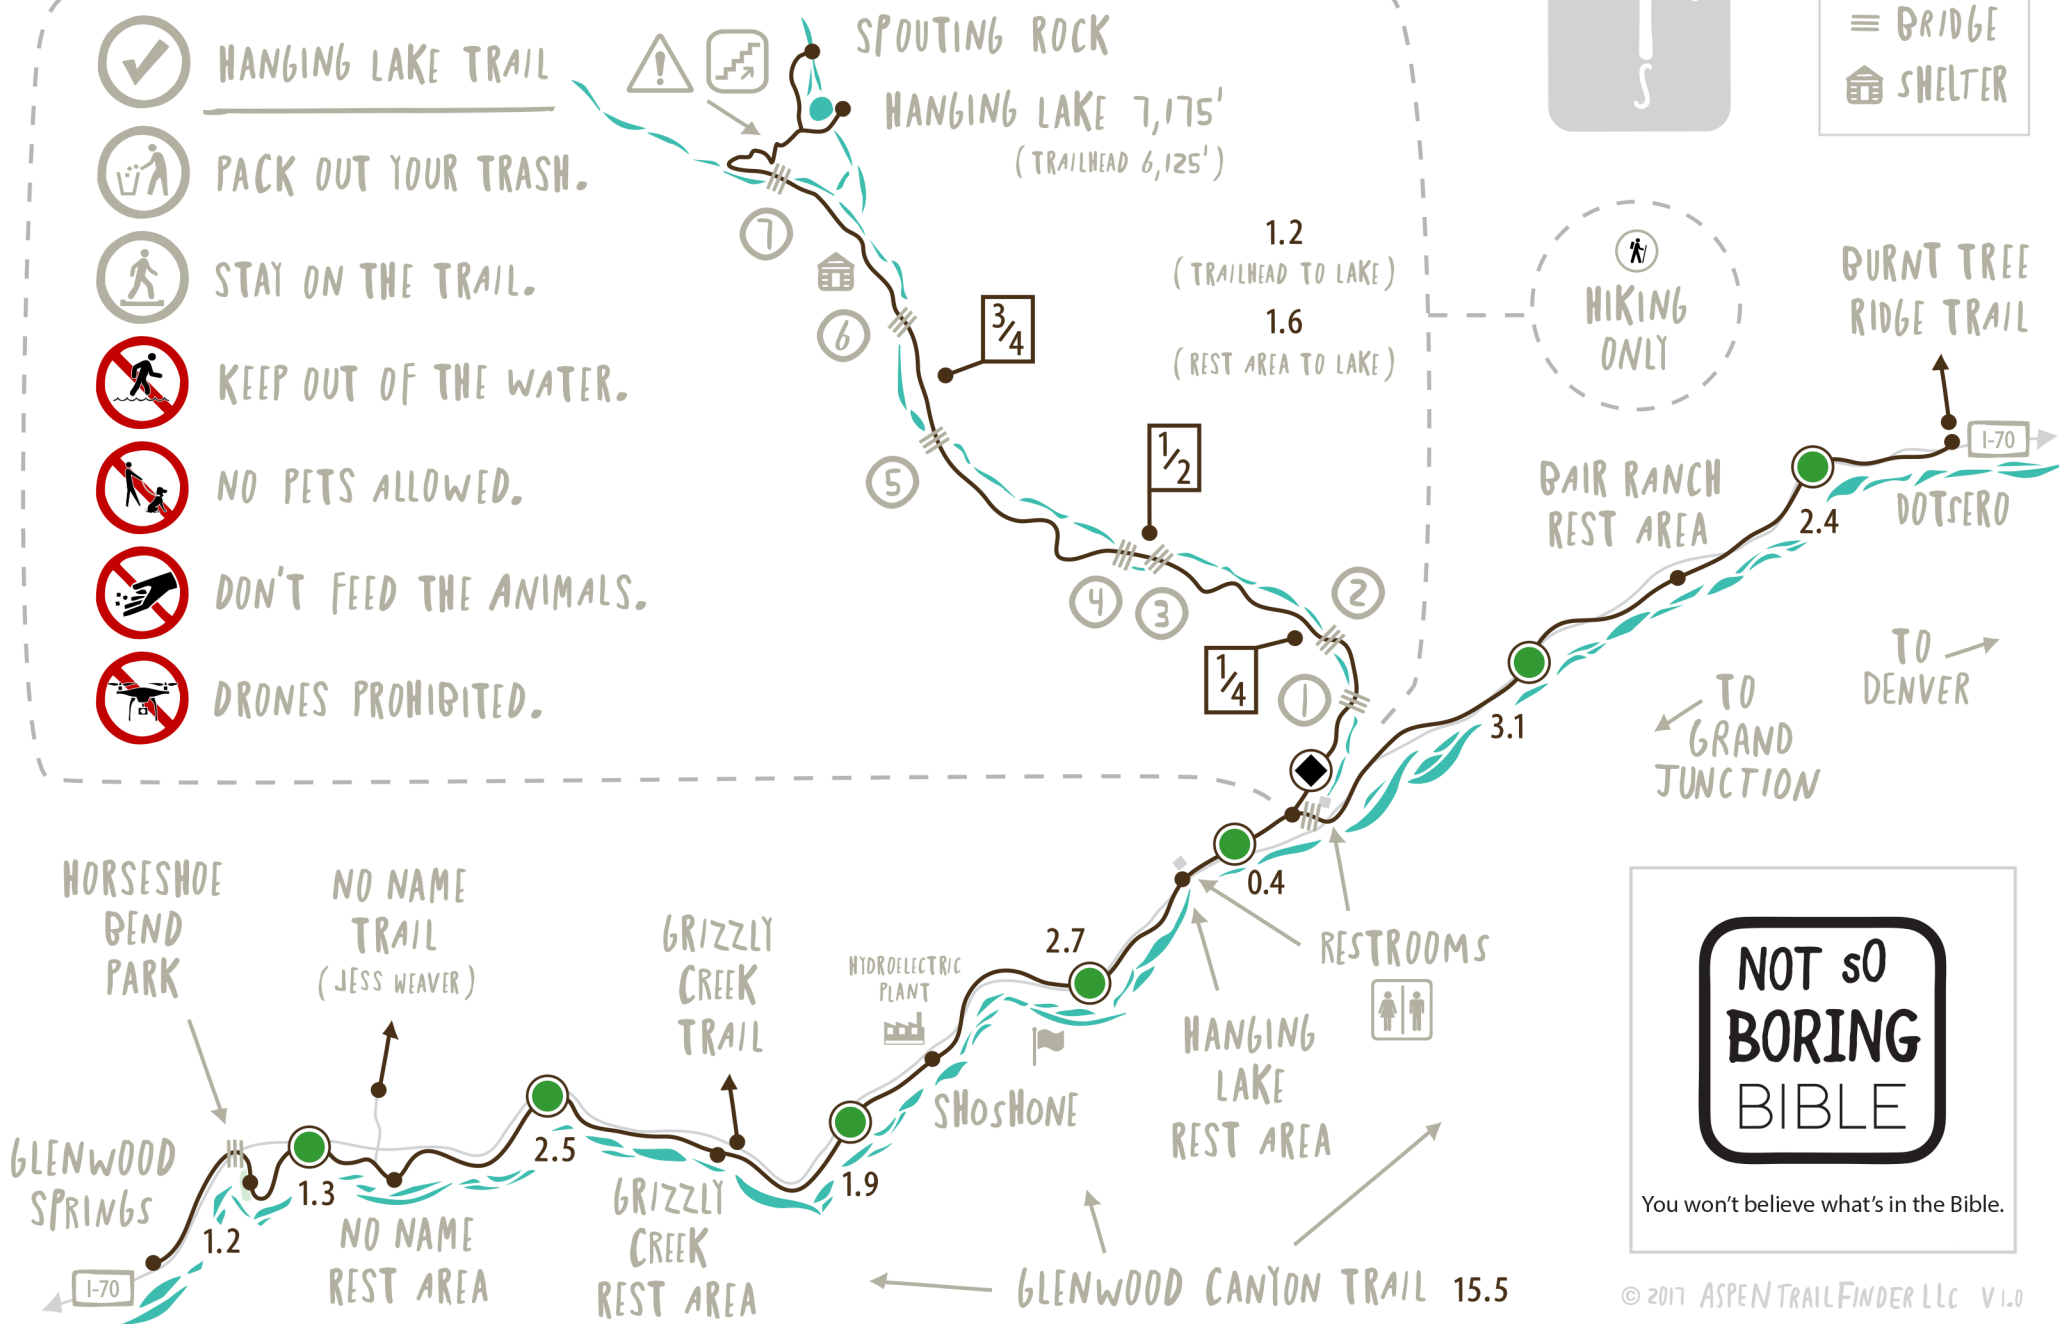 HANGING LAKE TRAIL
PACK OUT YOUR TRASH.
STAY ON THE TRAIL.
KEEP OUT OF THE WATER.
NO PETS ALLOWED.
DON'T FEED THE ANIMALS.
DRONES PROHIBITED.
SPOUTING ROCK
HANGING LAKE 7,175'
(TRAILHEAD 6,125')
1.2
(TRAILHEAD TO LAKE)
1.6
(REST AREA TO LAKE)
7
6
5
4
3
2
1
3/4
1/2
1/4
S
BRIDGE
SHELTER
HIKING
ONLY
BURNT TREE
RIDGE TRAIL
I-70
DOTSERO
BAIR RANCH
REST AREA
2.4
TO
DENVER
TO
GRAND
JUNCTION
3.1
0.4
RESTROOMS
HANGING
LAKE
REST AREA
2.7
HYDROELECTRIC
PLANT
SHOSHONE
GRIZZLY
CREEK
TRAIL
1.9
GRIZZLY
CREEK
REST AREA
2.5
NO NAME
TRAIL
(JESS WEAVER)
NO NAME
REST AREA
1.3
HORSESHOE
BEND
PARK
GLENWOOD
SPRINGS
1.2
I-70
GLENWOOD CANYON TRAIL 15.5
NOT SO
BORING
BIBLE
You won't believe what's in the Bible.
© 2017 ASPEN TRAIL FINDER LLC V 1.0